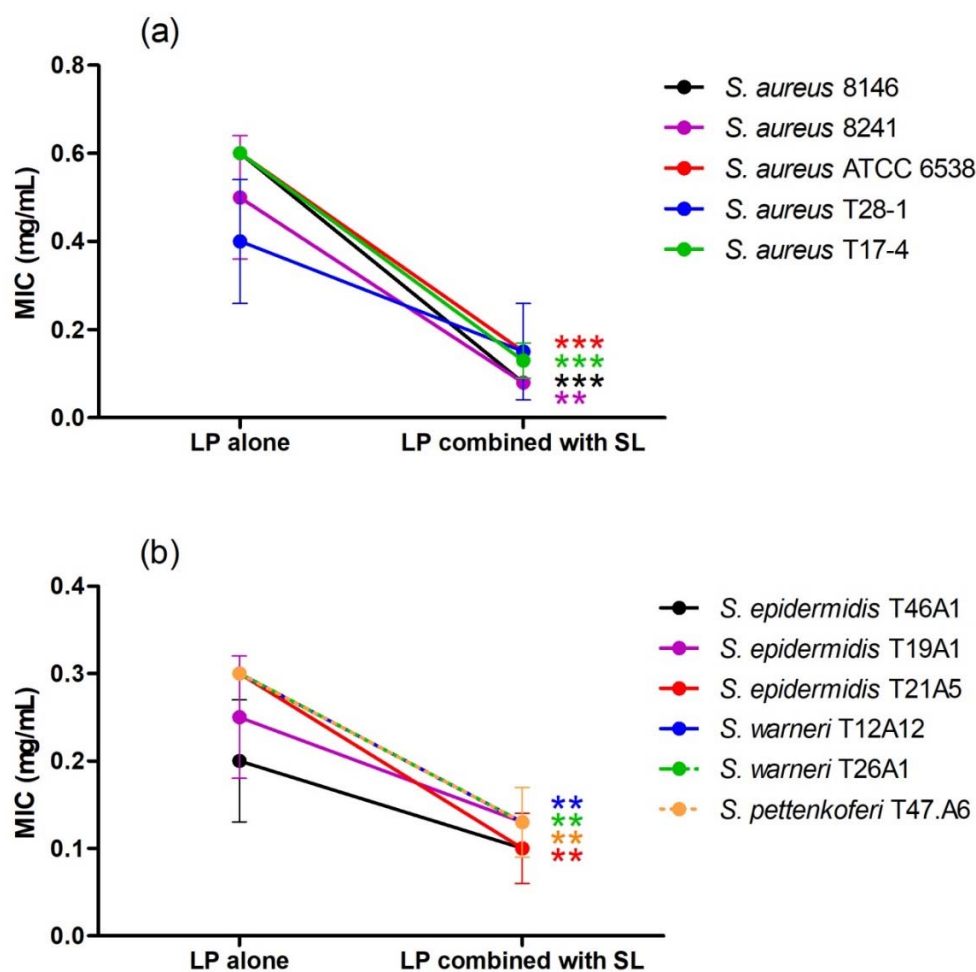 (a)
0.8
0.6
0.4
0.2
0.0
MIC (mg/mL)
LP alone
LP combined with SL
***
***
***
**
S. aureus 8146
S. aureus 8241
S. aureus ATCC 6538
S. aureus T28-1
S. aureus T17-4
(b)
0.4
0.3
0.2
0.1
0.0
MIC (mg/mL)
LP alone
LP combined with SL
**
**
**
**
S. epidermidis T46A1
S. epidermidis T19A1
S. epidermidis T21A5
S. warneri T12A12
S. warneri T26A1
S. pettenkoferi T47.A6